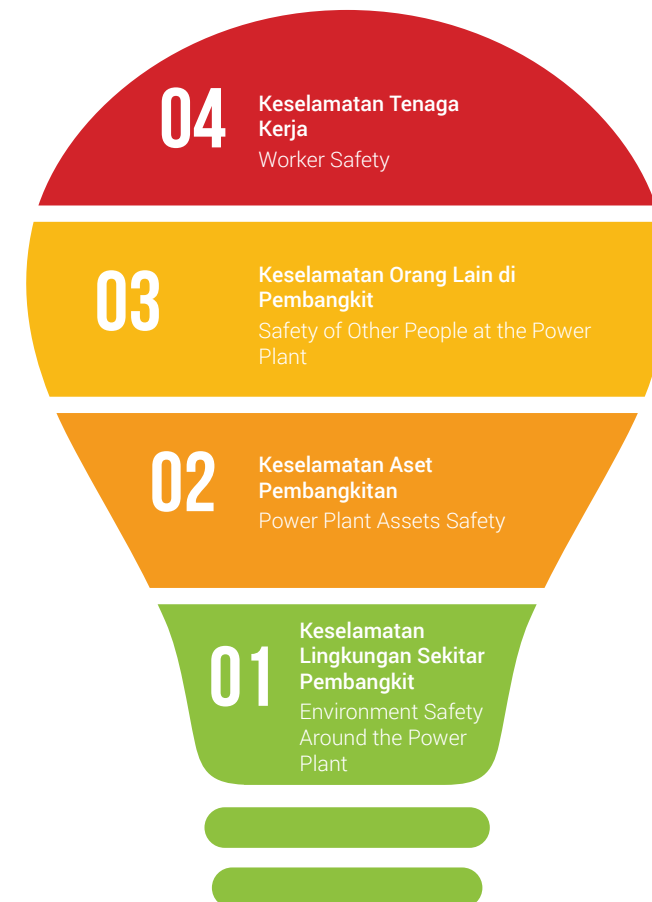 04
Keselamatan Tenaga
Kerja
Worker Safety
03
Keselamatan Orang Lain di
Pembangkit
Safety of Other People at the Power
Plant
02
Keselamatan Aset
Pembangkitan
Power Plant Assets Safety
01
Keselamatan
Lingkungan Sekitar
Pembangkit
Environment Safety
Around the Power
Plant